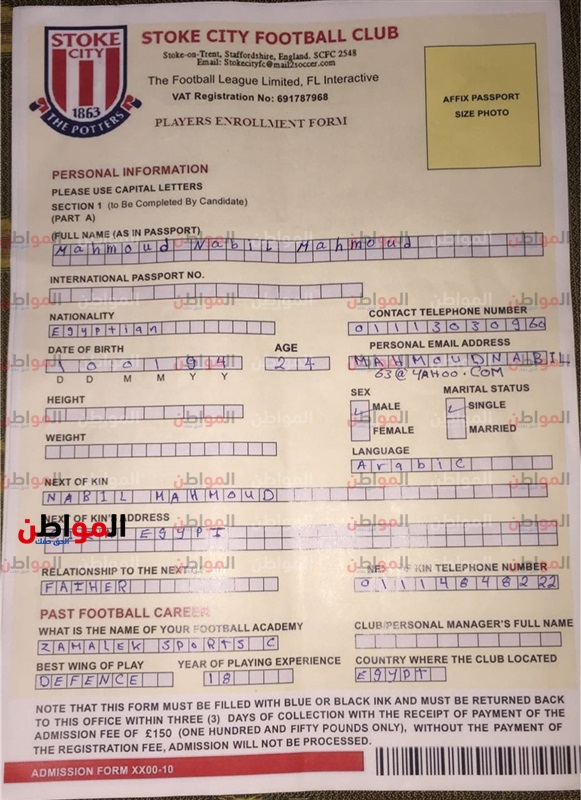 STOKE
CITY
1863
THE POTTERS
STOKE CITY FOOTBALL CLUB
Stoke-on-Trent, Staffordshire, England. SCFC 2548
Email: Stokecityfc@mail2soccer.com
The Football League Limited, FL Interactive
VAT Registration No: 691787968
PLAYERS ENROLLMENT FORM
AFFIX PASSPORT
SIZE PHOTO
PERSONAL INFORMATION
PLEASE USE CAPITAL LETTERS
SECTION 1 (to be Completed By Candidate)
(PART A)
(FULL NAME (AS IN PASSPORT)
Mahmoud Nabil Mahmoud
INTERNATIONAL PASSPORT NO.
NATIONALITY
Egyptian
CONTACT TELEPHONE NUMBER
01113030960
DATE OF BIRTH
100194
D D M M Y Y
AGE
24
PERSONAL EMAIL ADDRESS
MAHMOUDNABIL
63@YAHOO.COM
HEIGHT
SEX
MALE
FEMALE
MARITAL STATUS
SINGLE
MARRIED
WEIGHT
LANGUAGE
Arabic
NEXT OF KIN
NABIL MAHMOUD
NEXT OF KIN'S ADDRESS
EGYPT
المواطن
RELATIONSHIP TO THE NEXT
FATHER
KIN TELEPHONE NUMBER
01114848222
PAST FOOTBALL CAREER
WHAT IS THE NAME OF YOUR FOOTBALL ACADEMY
ZAMALEK SPORTS C
CLUB/PERSONAL MANAGER'S FULL NAME
BEST WING OF PLAY
DEFENCE
YEAR OF PLAYING EXPERIENCE
18
COUNTRY WHERE THE CLUB LOCATED
EGYPT
NOTE THAT THIS FORM MUST BE FILLED WITH BLUE OR BLACK INK AND MUST BE RETURNED BACK
TO THIS OFFICE WITHIN THREE (3) DAYS OF COLLECTION WITH THE RECEIPT OF PAYMENT OF THE
ADMISSION FEE OF £150 (ONE HUNDRED AND FIFTY POUNDS ONLY), WITHOUT THE PAYMENT OF
THE REGISTRATION FEE, ADMISSION WILL NOT BE PROCESSED.
ADMISSION FORM XX00-10